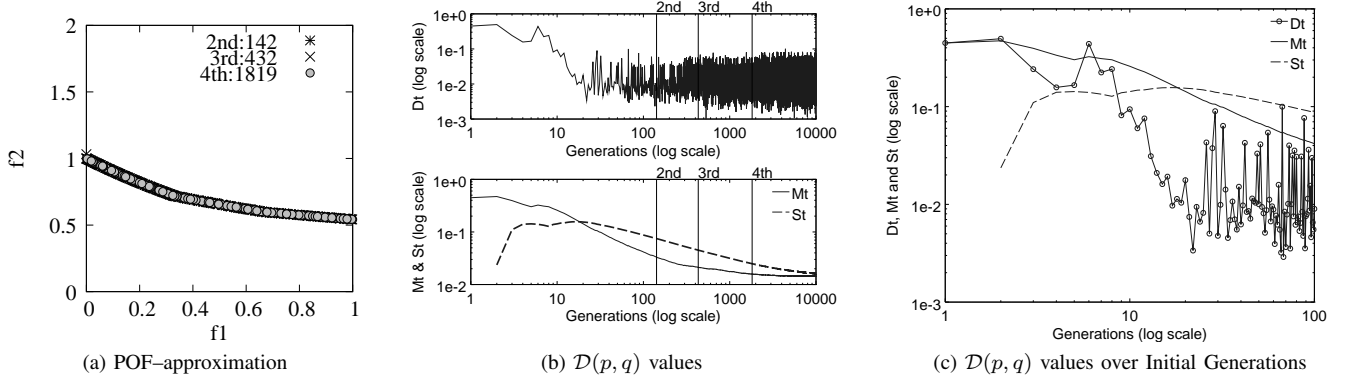 2
1.5
1
0.5
0
f2
0 0.2 0.4 0.6 0.8 1
f1
2nd:142
3rd:432
4th:1819
(a) POF–approximation
2nd 3rd 4th
1e+0
1e-1
1e-2
1e-3
Dt (log scale)
1 10 100 1000 10000
Generations (log scale)
2nd 3rd 4th
1e+0
1e-1
1e-2
Mt & St (log scale)
Mt
St
1 10 100 1000 10000
Generations (log scale)
(b) D(p, q) values
1e+0
1e-1
1e-2
1e-3
Dt, Mt and St (log scale)
Dt
Mt
St
1 10 100
Generations (log scale)
(c) D(p, q) values over Initial Generations